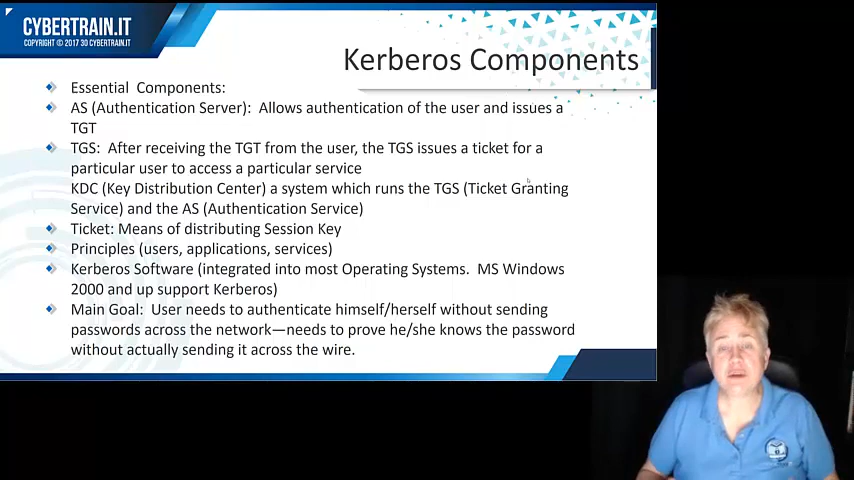 CYBERTRAIN.IT
COPYRIGHT © 2017 3D CYBERTRAIN.IT
Kerberos Components
Essential Components:
AS (Authentication Server): Allows authentication of the user and issues a
TGT
TGS: After receiving the TGT from the user, the TGS issues a ticket for a
particular user to access a particular service
KDC (Key Distribution Center) a system which runs the TGS (Ticket Granting
Service) and the AS (Authentication Service)
Ticket: Means of distributing Session Key
Principles (users, applications, services)
Kerberos Software (integrated into most Operating Systems. MS Windows
2000 and up support Kerberos)
Main Goal: User needs to authenticate himself/herself without sending
passwords across the network—needs to prove he/she knows the password
without actually sending it across the wire.